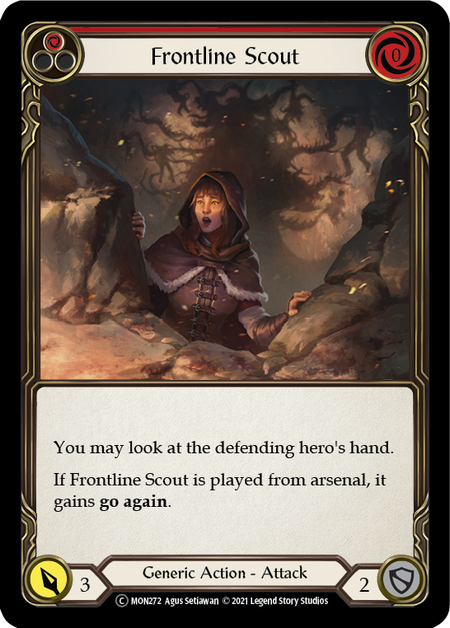 Frontline Scout
0
You may look at the defending hero's hand.
If Frontline Scout is played from arsenal, it
gains go again.
3
Generic Action - Attack
2
C MON272 Agus Setiawan © 2021 Legend Story Studios